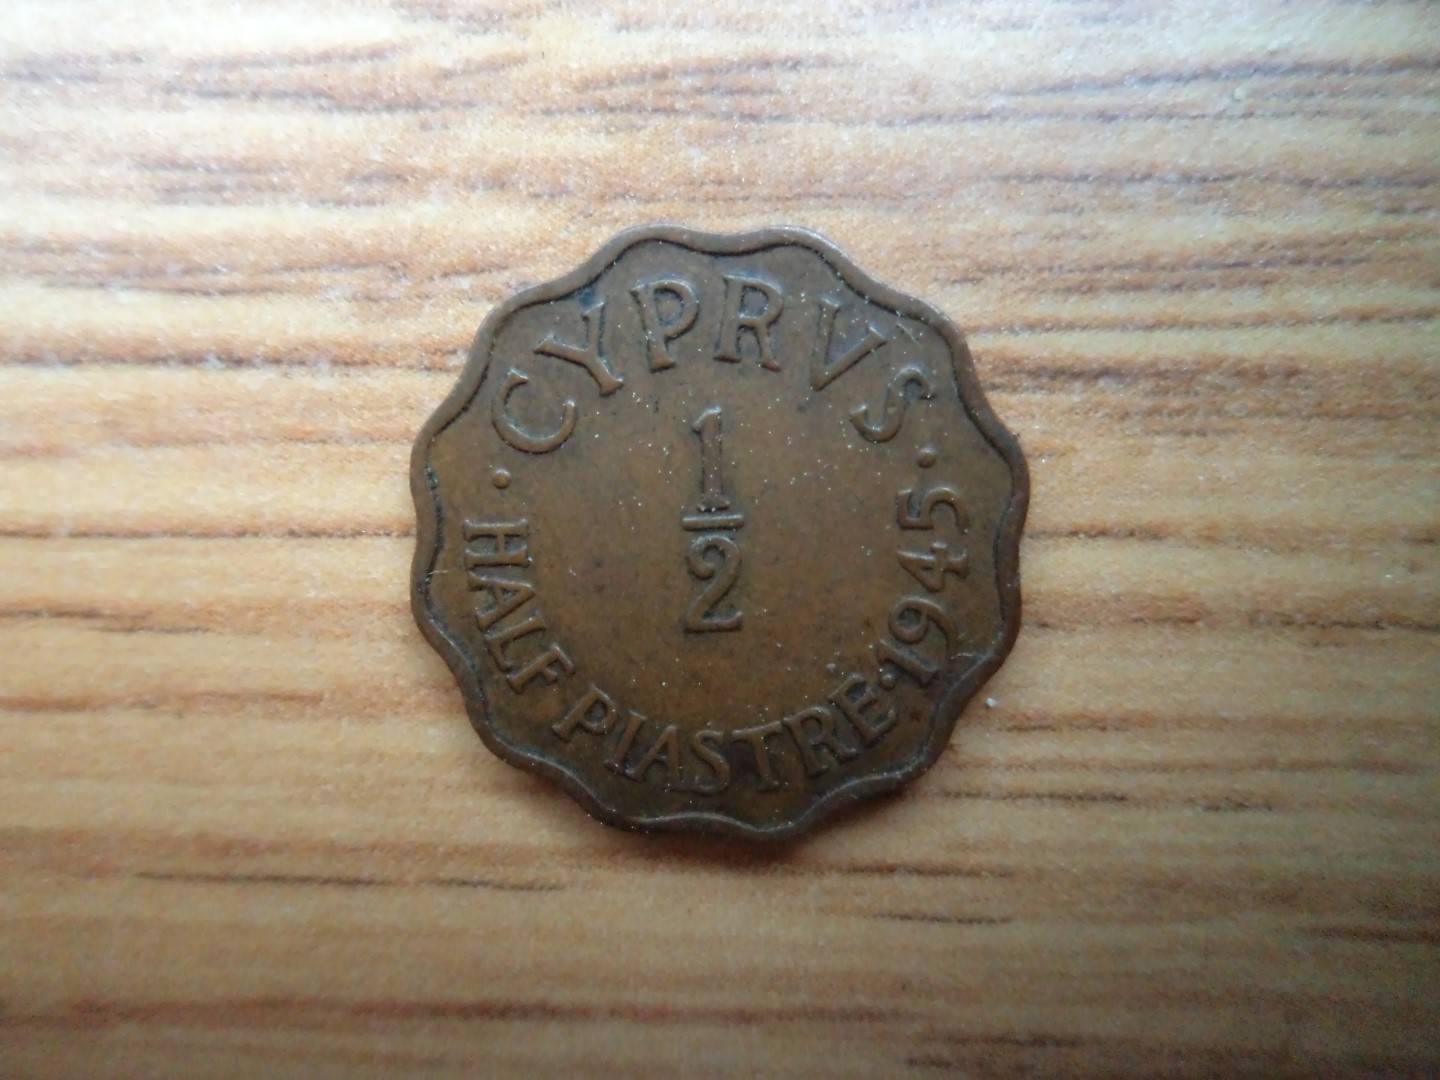 ·CYPRVS·
1/2
HALF PIASTRE·1945